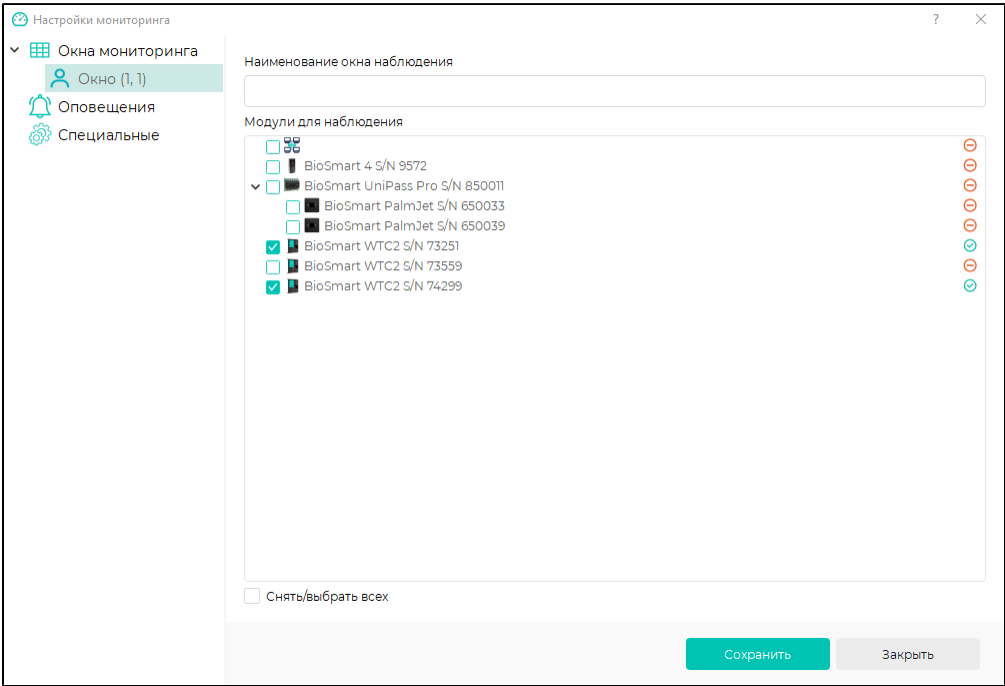 Настройки мониторинга
?
Окна мониторинга
Окно (1, 1)
Оповещения
Специальные
Наименование окна наблюдения
Модули для наблюдения
BioSmart 4 S/N 9572
BioSmart UniPass Pro S/N 850011
BioSmart PalmJet S/N 650033
BioSmart PalmJet S/N 650039
BioSmart WTC2 S/N 73251
BioSmart WTC2 S/N 73559
BioSmart WTC2 S/N 74299
Снять/выбрать всех
Сохранить
Закрыть